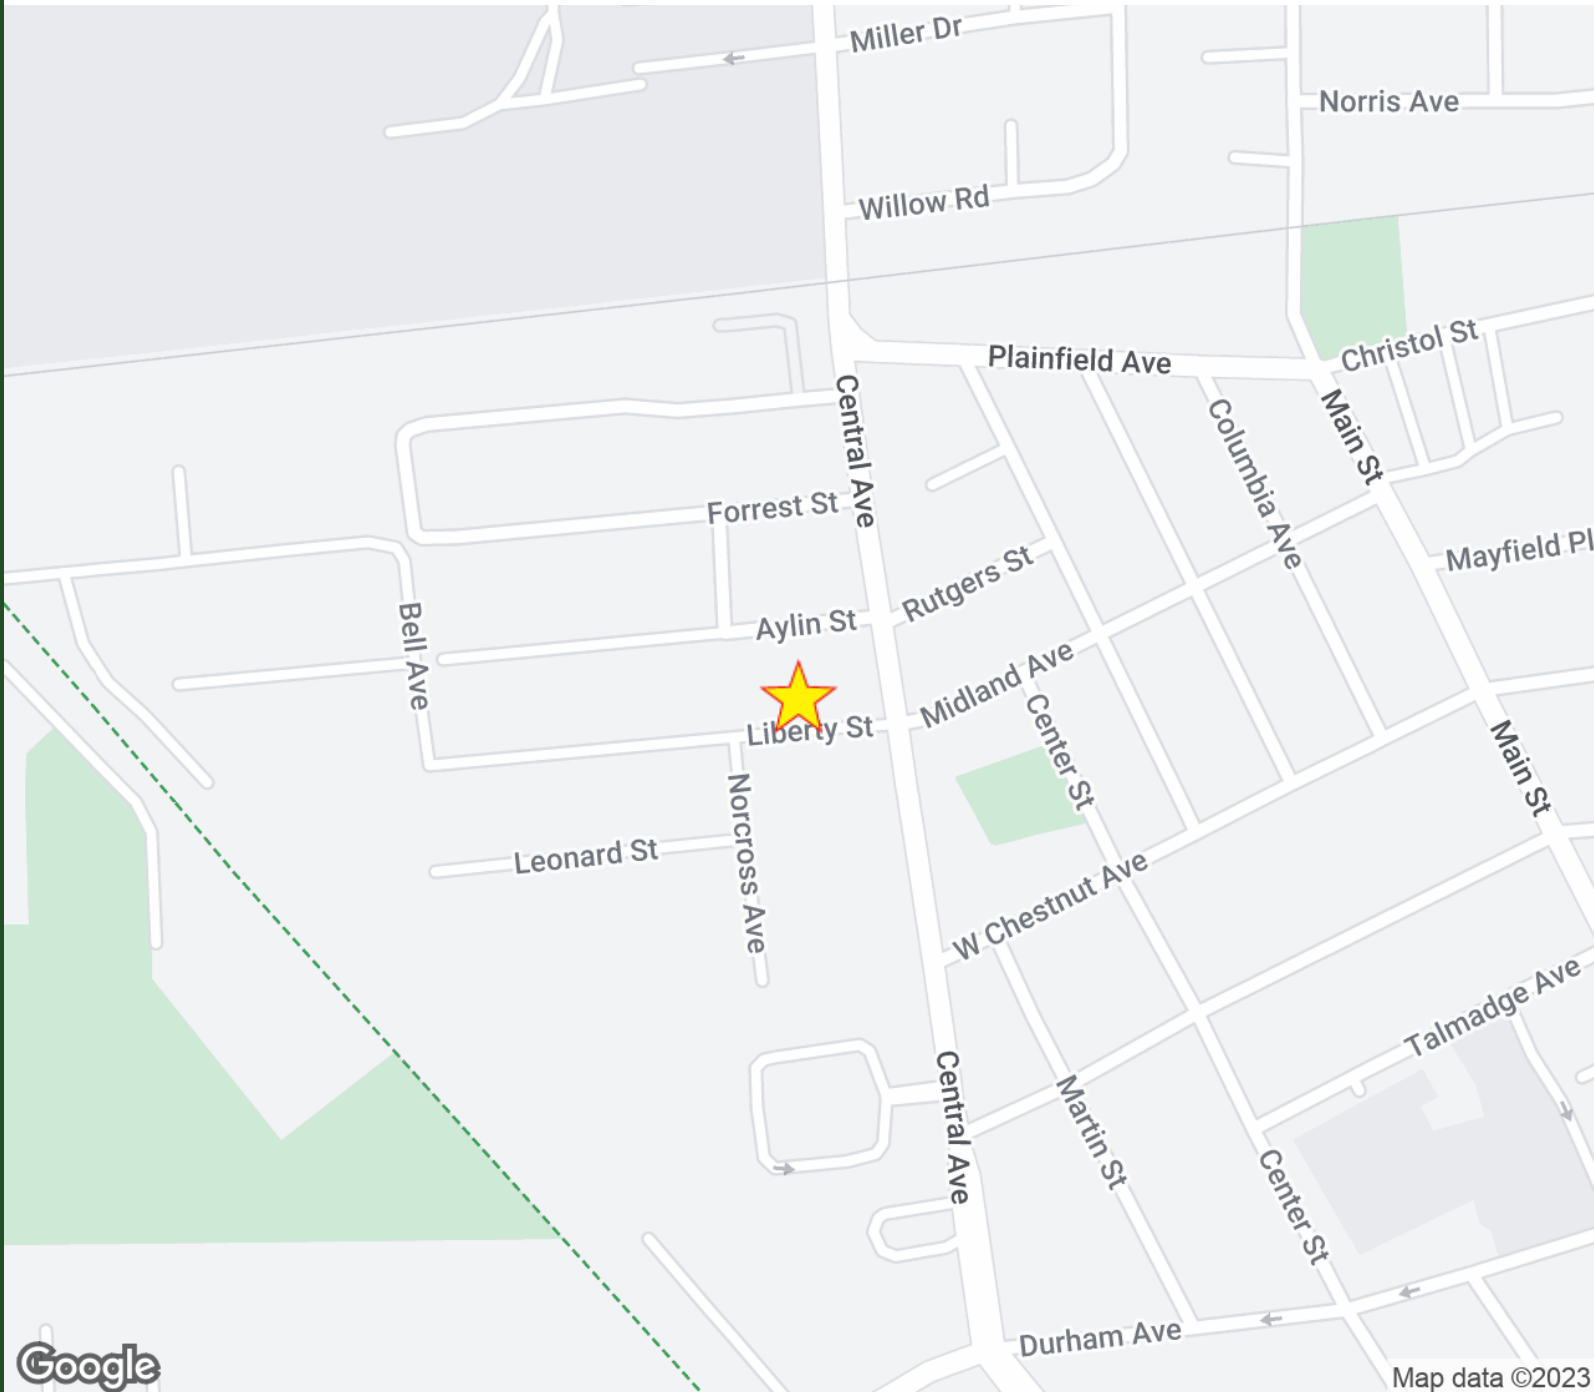 Miller Dr
Norris Ave
Willow Rd
Christol St
Plainfield Ave
Central Ave
Main St
Columbia Ave
Forrest St
Mayfield Pl
Rutgers St
Aylin St
Bell Ave
Midland Ave
Liberty St
Center St
Main St
Norcross Ave
Leonard St
W Chestnut Ave
Talmadge Ave
Central Ave
Martin St
Center St
Durham Ave
Google
Map data ©2023